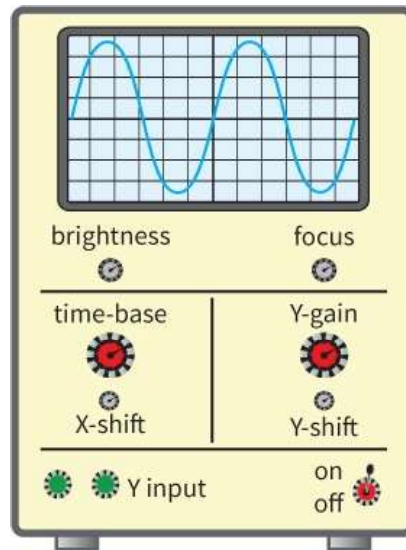 brightness focus
time-base Y-gain
X-shift Y-shift
Y input on
off